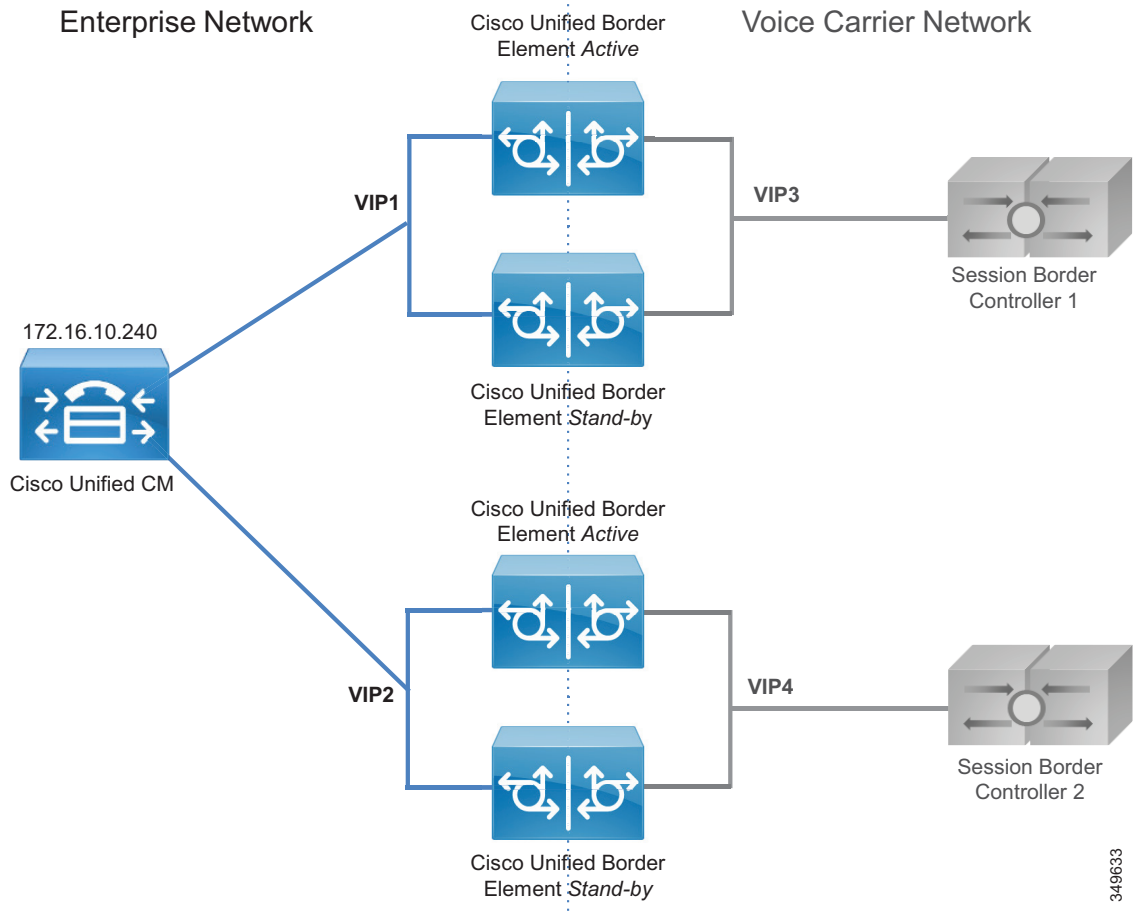 Enterprise Network
Cisco Unified Border
Element Active
Voice Carrier Network
VIP1
VIP3
Session Border
Controller 1
172.16.10.240
Cisco Unified CM
Cisco Unified Border
Element Stand-by
Cisco Unified Border
Element Active
VIP2
VIP4
Session Border
Controller 2
Cisco Unified Border
Element Stand-by
349633